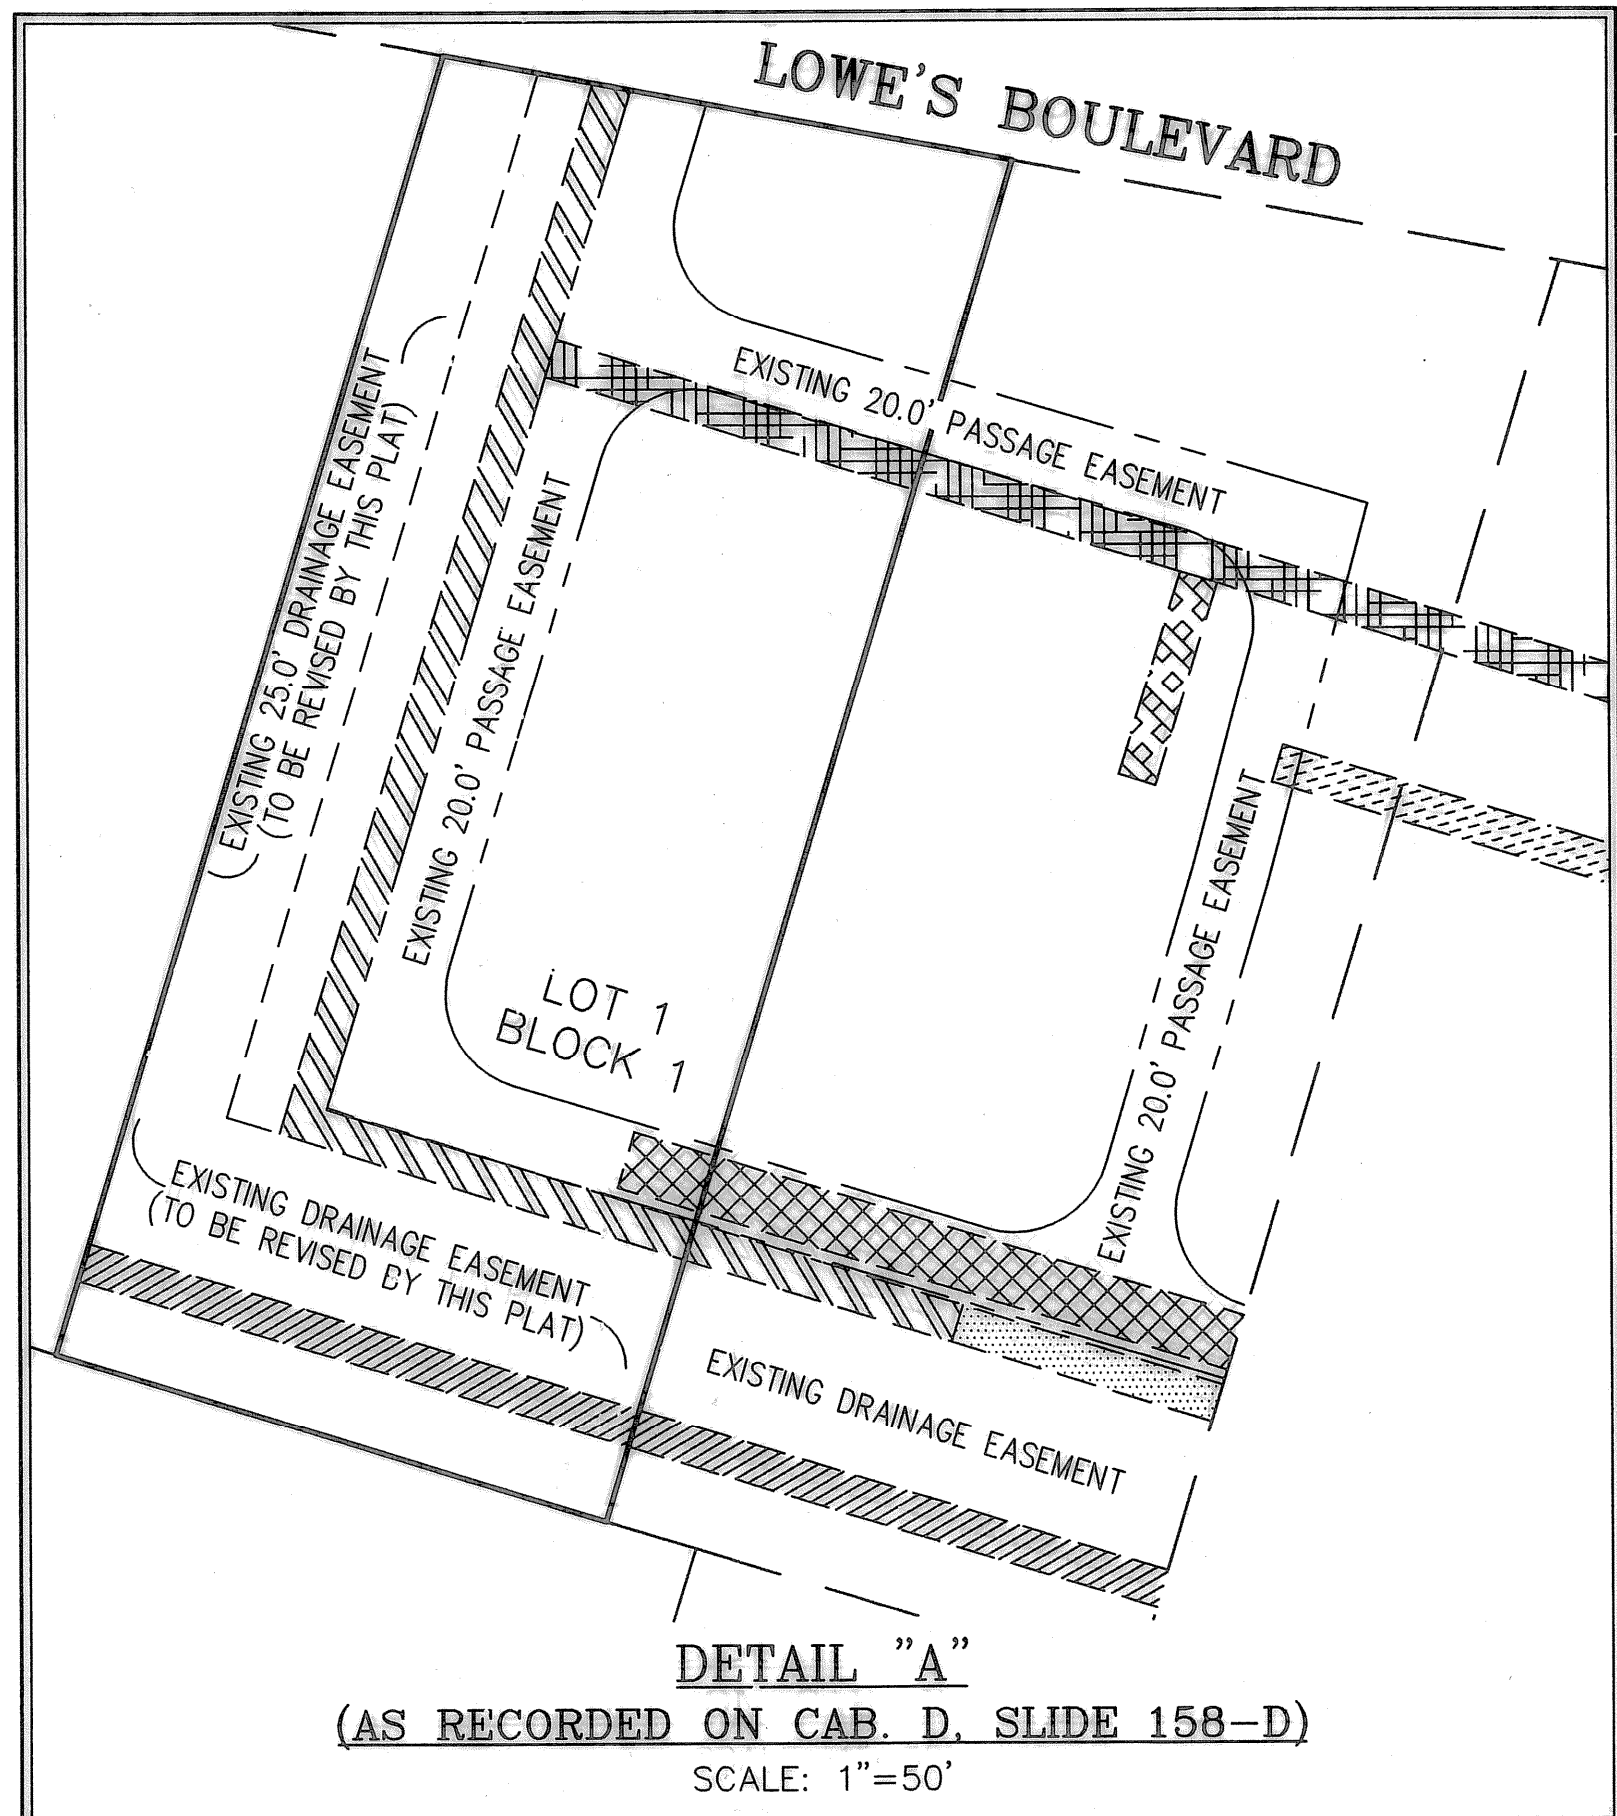 LOWE'S BOULEVARD
EXISTING 20.0' PASSAGE EASEMENT
EXISTING 25.0' DRAINAGE EASEMENT
(TO BE REVISED BY THIS PLAT)
EXISTING 20.0' PASSAGE EASEMENT
EXISTING 20.0' PASSAGE EASEMENT
LOT 1
BLOCK 1
EXISTING DRAINAGE EASEMENT
(TO BE REVISED BY THIS PLAT)
EXISTING DRAINAGE EASEMENT
DETAIL "A"
(AS RECORDED ON CAB. D, SLIDE 158-D)
SCALE: 1"=50'